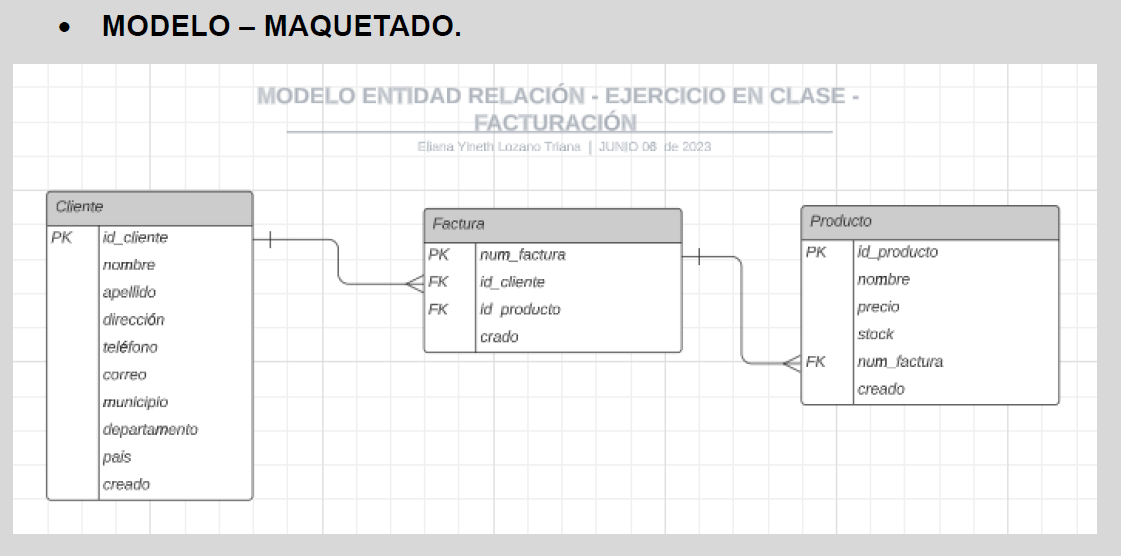 • MODELO – MAQUETADO.
MODELO ENTIDAD RELACIÓN - EJERCICIO EN CLASE -
FACTURACIÓN
Eliana Yineth Lozano Triana | JUNIO 06 de 2023
Cliente
PK id_cliente
nombre
apellido
dirección
teléfono
correo
municipio
departamento
pais
creado
Factura
PK num_factura
FK id_cliente
FK id_producto
crado
Producto
PK id_producto
nombre
precio
stock
FK num_factura
creado